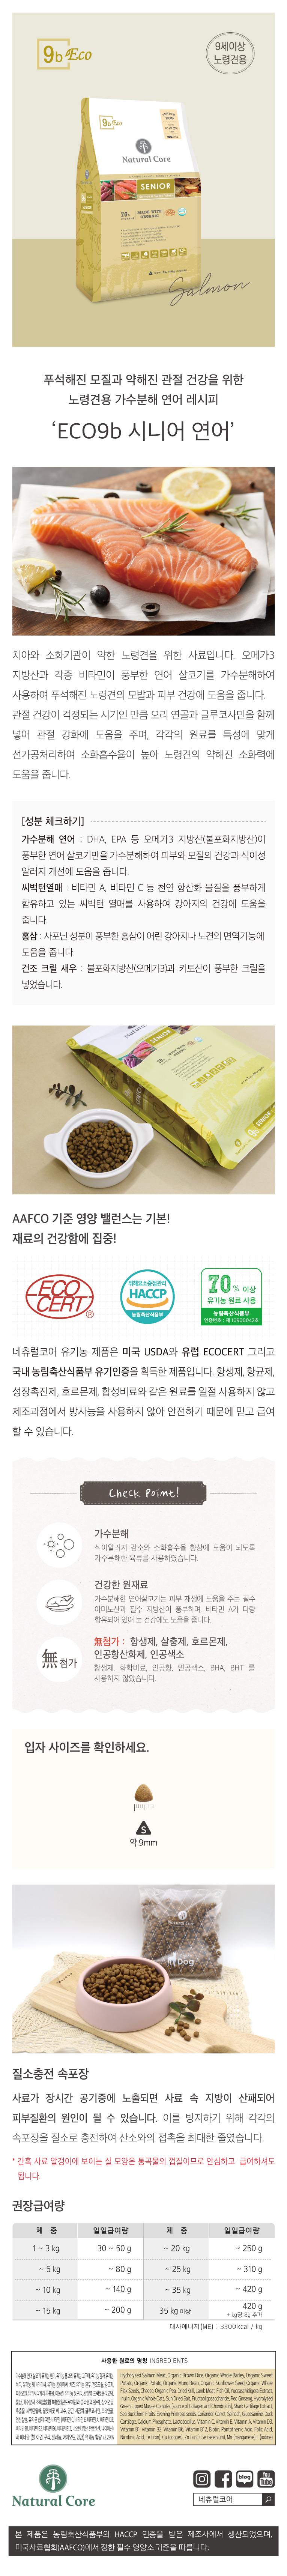 9b Eco
9세이상
노령견용
9b Eco
Natural Core
SENIOR
Salmon
푸석해진 모질과 약해진 관절 건강을 위한
노령견용 가수분해 연어 레시피
‘ECO9b 시니어 연어’
치아와 소화기관이 약한 노령견을 위한 사료입니다. 오메가3
지방산과 각종 비타민이 풍부한 연어 살코기를 가수분해하여
사용하여 푸석해진 노령견의 모발과 피부 건강에 도움을 줍니다.
관절 건강이 걱정되는 시기인 만큼 오리 연골과 글루코사민을 함께
넣어 관절 강화에 도움을 주며, 각각의 원료를 특성에 맞게
선가공처리하여 소화흡수율이 높아 노령견의 약해진 소화력에
도움을 줍니다.
[성분 체크하기]
가수분해 연어 : DHA, EPA 등 오메가3 지방산(불포화지방산)이
풍부한 연어 살코기만을 가수분해하여 피부와 모질의 건강과 식이성
알러지 개선에 도움을 줍니다.
씨벅턴열매 : 비타민 A, 비타민 C 등 천연 항산화 물질을 풍부하게
함유하고 있는 씨벅턴 열매를 사용하여 강아지의 건강에 도움을
줍니다.
홍삼 : 사포닌 성분이 풍부한 홍삼이 어린 강아지나 노견의 면역기능에
도움을 줍니다.
건조 크릴 새우 : 불포화지방산(오메가3)과 키토산이 풍부한 크릴을
넣었습니다.
SENIOR
AAFCO 기준 영양 밸런스는 기본!
재료의 건강함에 집중!
ECO
CERT
®
위해요소중점관리
HACCP
농림축산식품부
70% 이상
유기농 원료 사용
농림축산식품부
인증번호 : 제 10900042호
네츄럴코어 유기농 제품은 미국 USDA와 유럽 ECOCERT 그리고
국내 농림축산식품부 유기인증을 획득한 제품입니다. 항생제, 항균제,
성장촉진제, 호르몬제, 합성비료와 같은 원료를 일절 사용하지 않고
제조과정에서 방사능을 사용하지 않아 안전하기 때문에 믿고 급여
할 수 있습니다.
Check Point!
가수분해
식이알러지 감소와 소화흡수율 향상에 도움이 되도록
가수분해한 육류를 사용하였습니다.
건강한 원재료
가수분해한 연어살코기는 피부 재생에 도움을 주는 필수
아미노산과 필수 지방산이 풍부하며, 비타민 A가 다량
함유되어 있어 눈 건강에도 도움을 줍니다.
無첨가
無첨가 : 항생제, 살충제, 호르몬제,
인공항산화제, 인공색소
항생제, 화학비료, 인공향, 인공색소, BHA, BHT 를
사용하지 않았습니다.
입자 사이즈를 확인하세요.
S
약 9mm
Natural Core
Dog
질소충전 속포장
사료가 장시간 공기중에 노출되면 사료 속 지방이 산패되어
피부질환의 원인이 될 수 있습니다. 이를 방지하기 위해 각각의
속포장을 질소로 충전하여 산소와의 접촉을 최대한 줄였습니다.
* 간혹 사료 알갱이에 보이는 실 모양은 통곡물의 껍질이므로 안심하고 급여하셔도
됩니다.
권장급여량
체 중 일일급여량 체 중 일일급여량
1 ~ 3 kg 30 ~ 50 g ~ 20 kg ~ 250 g
~ 5 kg ~ 80 g ~ 25 kg ~ 310 g
~ 10 kg ~ 140 g ~ 35 kg ~ 420 g
~ 15 kg ~ 200 g 35 kg 이상 420 g
+ kg당 8g 추가
대사에너지(ME) : 3300kcal / kg
사용한 원료의 명칭 INGREDIENTS
Natural Core
blog
You Tube
네츄럴코어
본 제품은 농림축산식품부의 HACCP 인증을 받은 제조사에서 생산되었으며,
미국사료협회(AAFCO)에서 정한 필수 영양소 기준을 따릅니다.